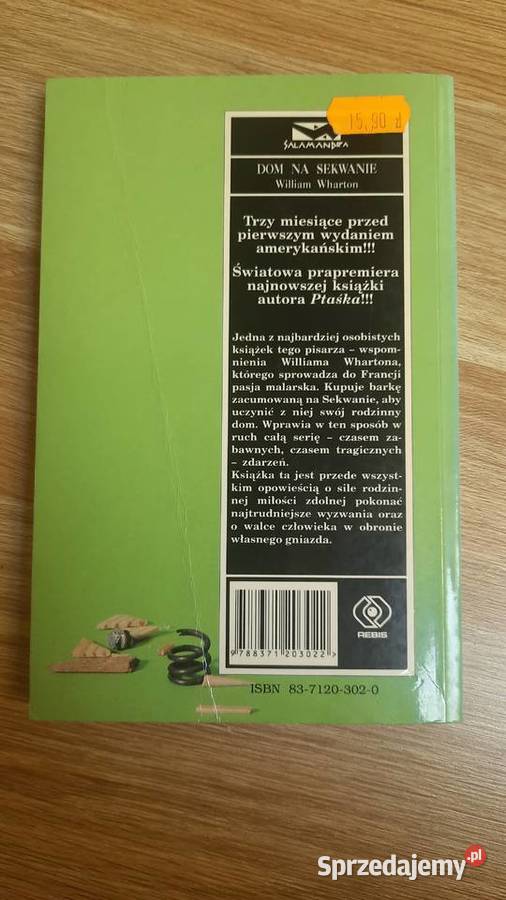 R 06'51
SALAMANDRA
DOM NA SEKWANIE
William Wharton
Trzy miesiące przed
pierwszym wydaniem
amerykańskim!!!
Światowa prapremiera
najnowszej książki
autora Ptaśka!!!
Jedna z najbardziej osobistych
książek tego pisarza – wspom-
nienia Williama Whartona,
którego sprowadza do Francji
pasja malarska. Kupuje barkę
zacumowaną na Sekwanie, aby
uczynić z niej swój rodzinny
dom. Wprawia w ten sposób w
ruch całą serię – czasem za-
bawnych, czasem tragicznych
– zdarzeń.
Książka ta jest przede wszyst-
kim opowieścią o sile rodzin-
nej miłości zdolnej pokonać
najtrudniejsze wyzwania oraz
o walce człowieka w obronie
własnego gniazda.
9 788371 203022 >
REBIS
ISBN 83-7120-302-0
Sprzedajemy.pl